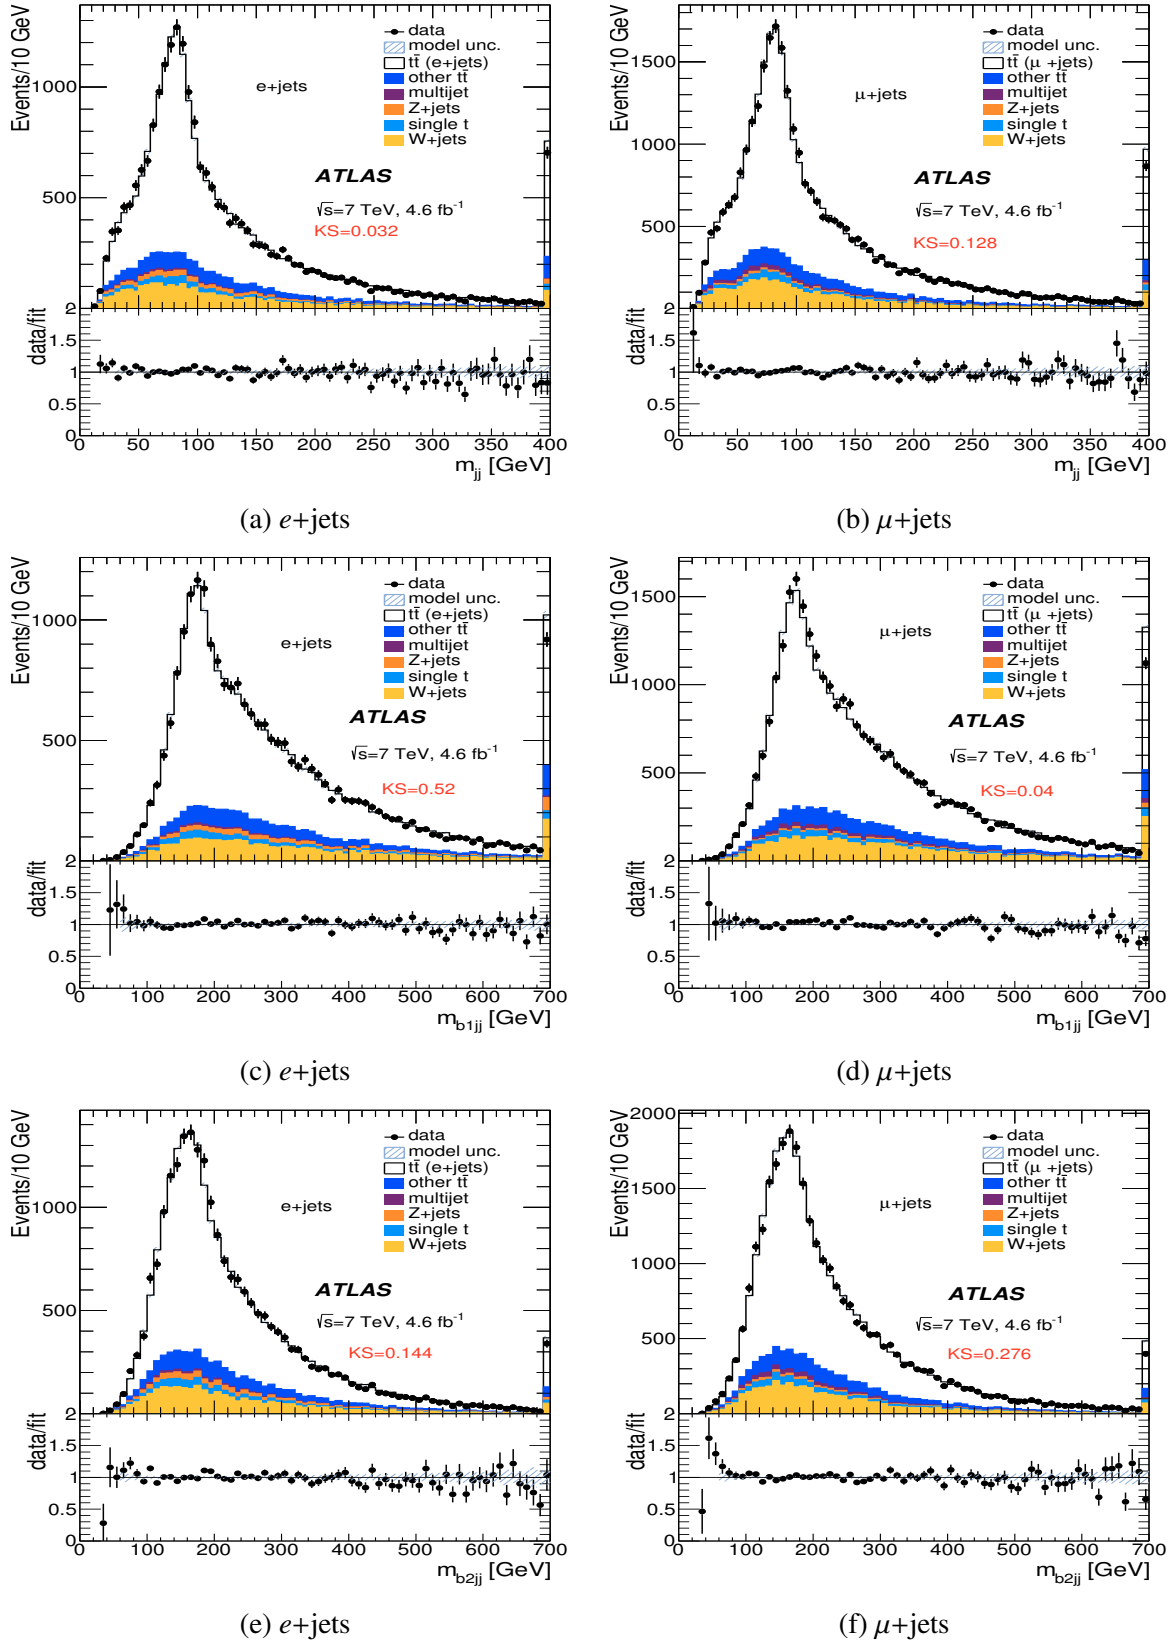 Events/10 GeV
1000
500
2
1.5
1
0.5
0
data/fit
data
model unc.
tt̄ (e+jets)
other tt̄
multijet
Z+jets
single t
W+jets
e+jets
ATLAS
√s=7 TeV, 4.6 fb⁻¹
KS=0.032
0 50 100 150 200 250 300 350 400
m_jj [GeV]
(a) e+jets
Events/10 GeV
1500
1000
500
2
1.5
1
0.5
0
data/fit
data
model unc.
tt̄ (μ +jets)
other tt̄
multijet
Z+jets
single t
W+jets
μ+jets
ATLAS
√s=7 TeV, 4.6 fb⁻¹
KS=0.128
0 50 100 150 200 250 300 350 400
m_jj [GeV]
(b) μ+jets
Events/10 GeV
1000
500
2
1.5
1
0.5
0
data/fit
data
model unc.
tt̄ (e+jets)
other tt̄
multijet
Z+jets
single t
W+jets
e+jets
ATLAS
√s=7 TeV, 4.6 fb⁻¹
KS=0.52
0 100 200 300 400 500 600 700
m_b1jj [GeV]
(c) e+jets
Events/10 GeV
1500
1000
500
2
1.5
1
0.5
0
data/fit
data
model unc.
tt̄ (μ +jets)
other tt̄
multijet
Z+jets
single t
W+jets
μ+jets
ATLAS
√s=7 TeV, 4.6 fb⁻¹
KS=0.04
0 100 200 300 400 500 600 700
m_b1jj [GeV]
(d) μ+jets
Events/10 GeV
1000
500
2
1.5
1
0.5
0
data/fit
data
model unc.
tt̄ (e+jets)
other tt̄
multijet
Z+jets
single t
W+jets
e+jets
ATLAS
√s=7 TeV, 4.6 fb⁻¹
KS=0.144
0 100 200 300 400 500 600 700
m_b2jj [GeV]
(e) e+jets
Events/10 GeV
2000
1500
1000
500
2
1.5
1
0.5
0
data/fit
data
model unc.
tt̄ (μ +jets)
other tt̄
multijet
Z+jets
single t
W+jets
μ+jets
ATLAS
√s=7 TeV, 4.6 fb⁻¹
KS=0.276
0 100 200 300 400 500 600 700
m_b2jj [GeV]
(f) μ+jets